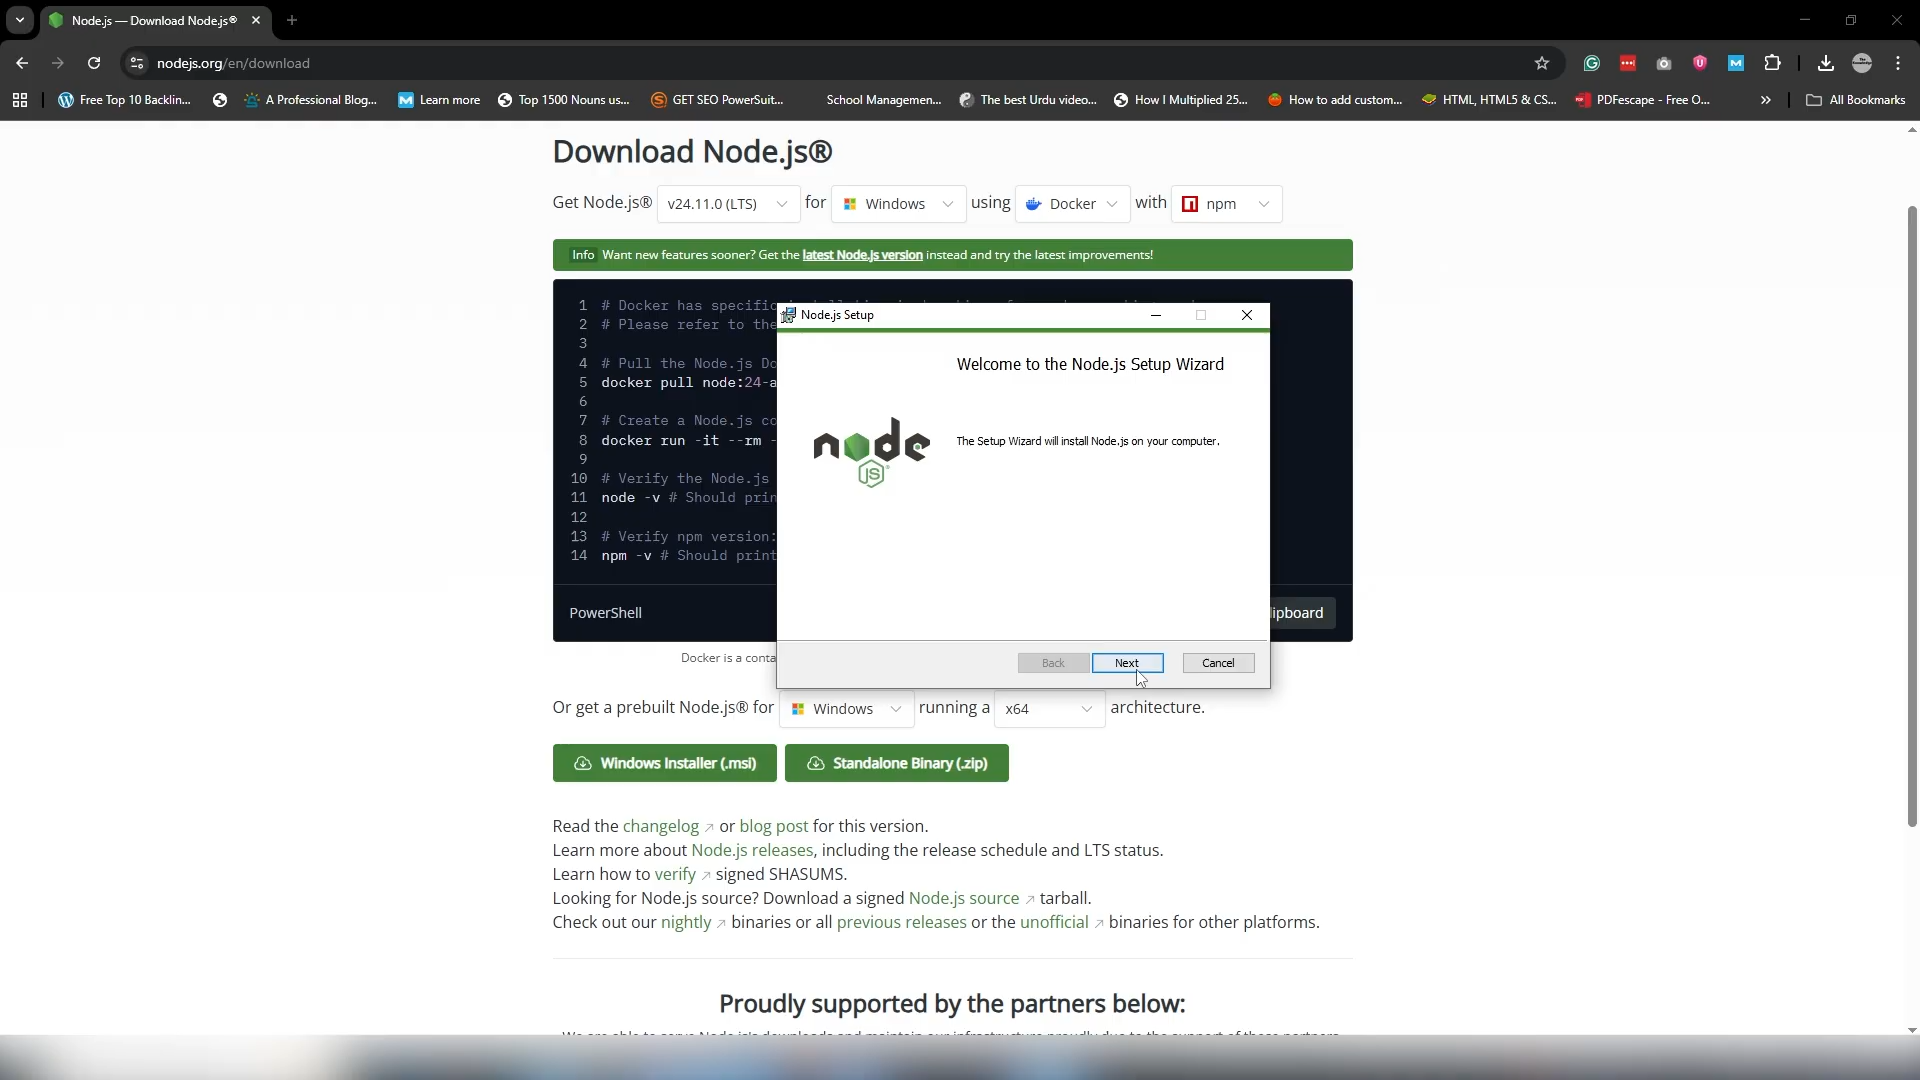 Node.js — Download Node.js®
nodejs.org/en/download
Free Top 10 Backlin...
A Professional Blog...
Learn more
Top 1500 Nouns us...
GET SEO PowerSuit...
School Managemen...
The best Urdu video...
How I Multiplied 25...
How to add custom...
HTML, HTML5 & CS...
PDFescape - Free O...
All Bookmarks
Download Node.js®
Get Node.js® v24.11.0 (LTS) for Windows using Docker with npm
Info Want new features sooner? Get the latest Node.js version instead and try the latest improvements!
1 # Docker has specific
2 # Please refer to the
3
4 # Pull the Node.js Do
5 docker pull node:24-a
6
7 # Create a Node.js co
8 docker run -it --rm -
9
10 # Verify the Node.js
11 node -v # Should prin
12
13 # Verify npm version:
14 npm -v # Should print
PowerShell
lipboard
Docker is a conta
Node.js Setup
Welcome to the Node.js Setup Wizard
node
JS
The Setup Wizard will install Node.js on your computer.
Back
Next
Cancel
Or get a prebuilt Node.js® for Windows running a x64 architecture.
Windows Installer (.msi)
Standalone Binary (.zip)
Read the changelog or blog post for this version.
Learn more about Node.js releases, including the release schedule and LTS status.
Learn how to verify signed SHASUMS.
Looking for Node.js source? Download a signed Node.js source tarball.
Check out our nightly binaries or all previous releases or the unofficial binaries for other platforms.
Proudly supported by the partners below: